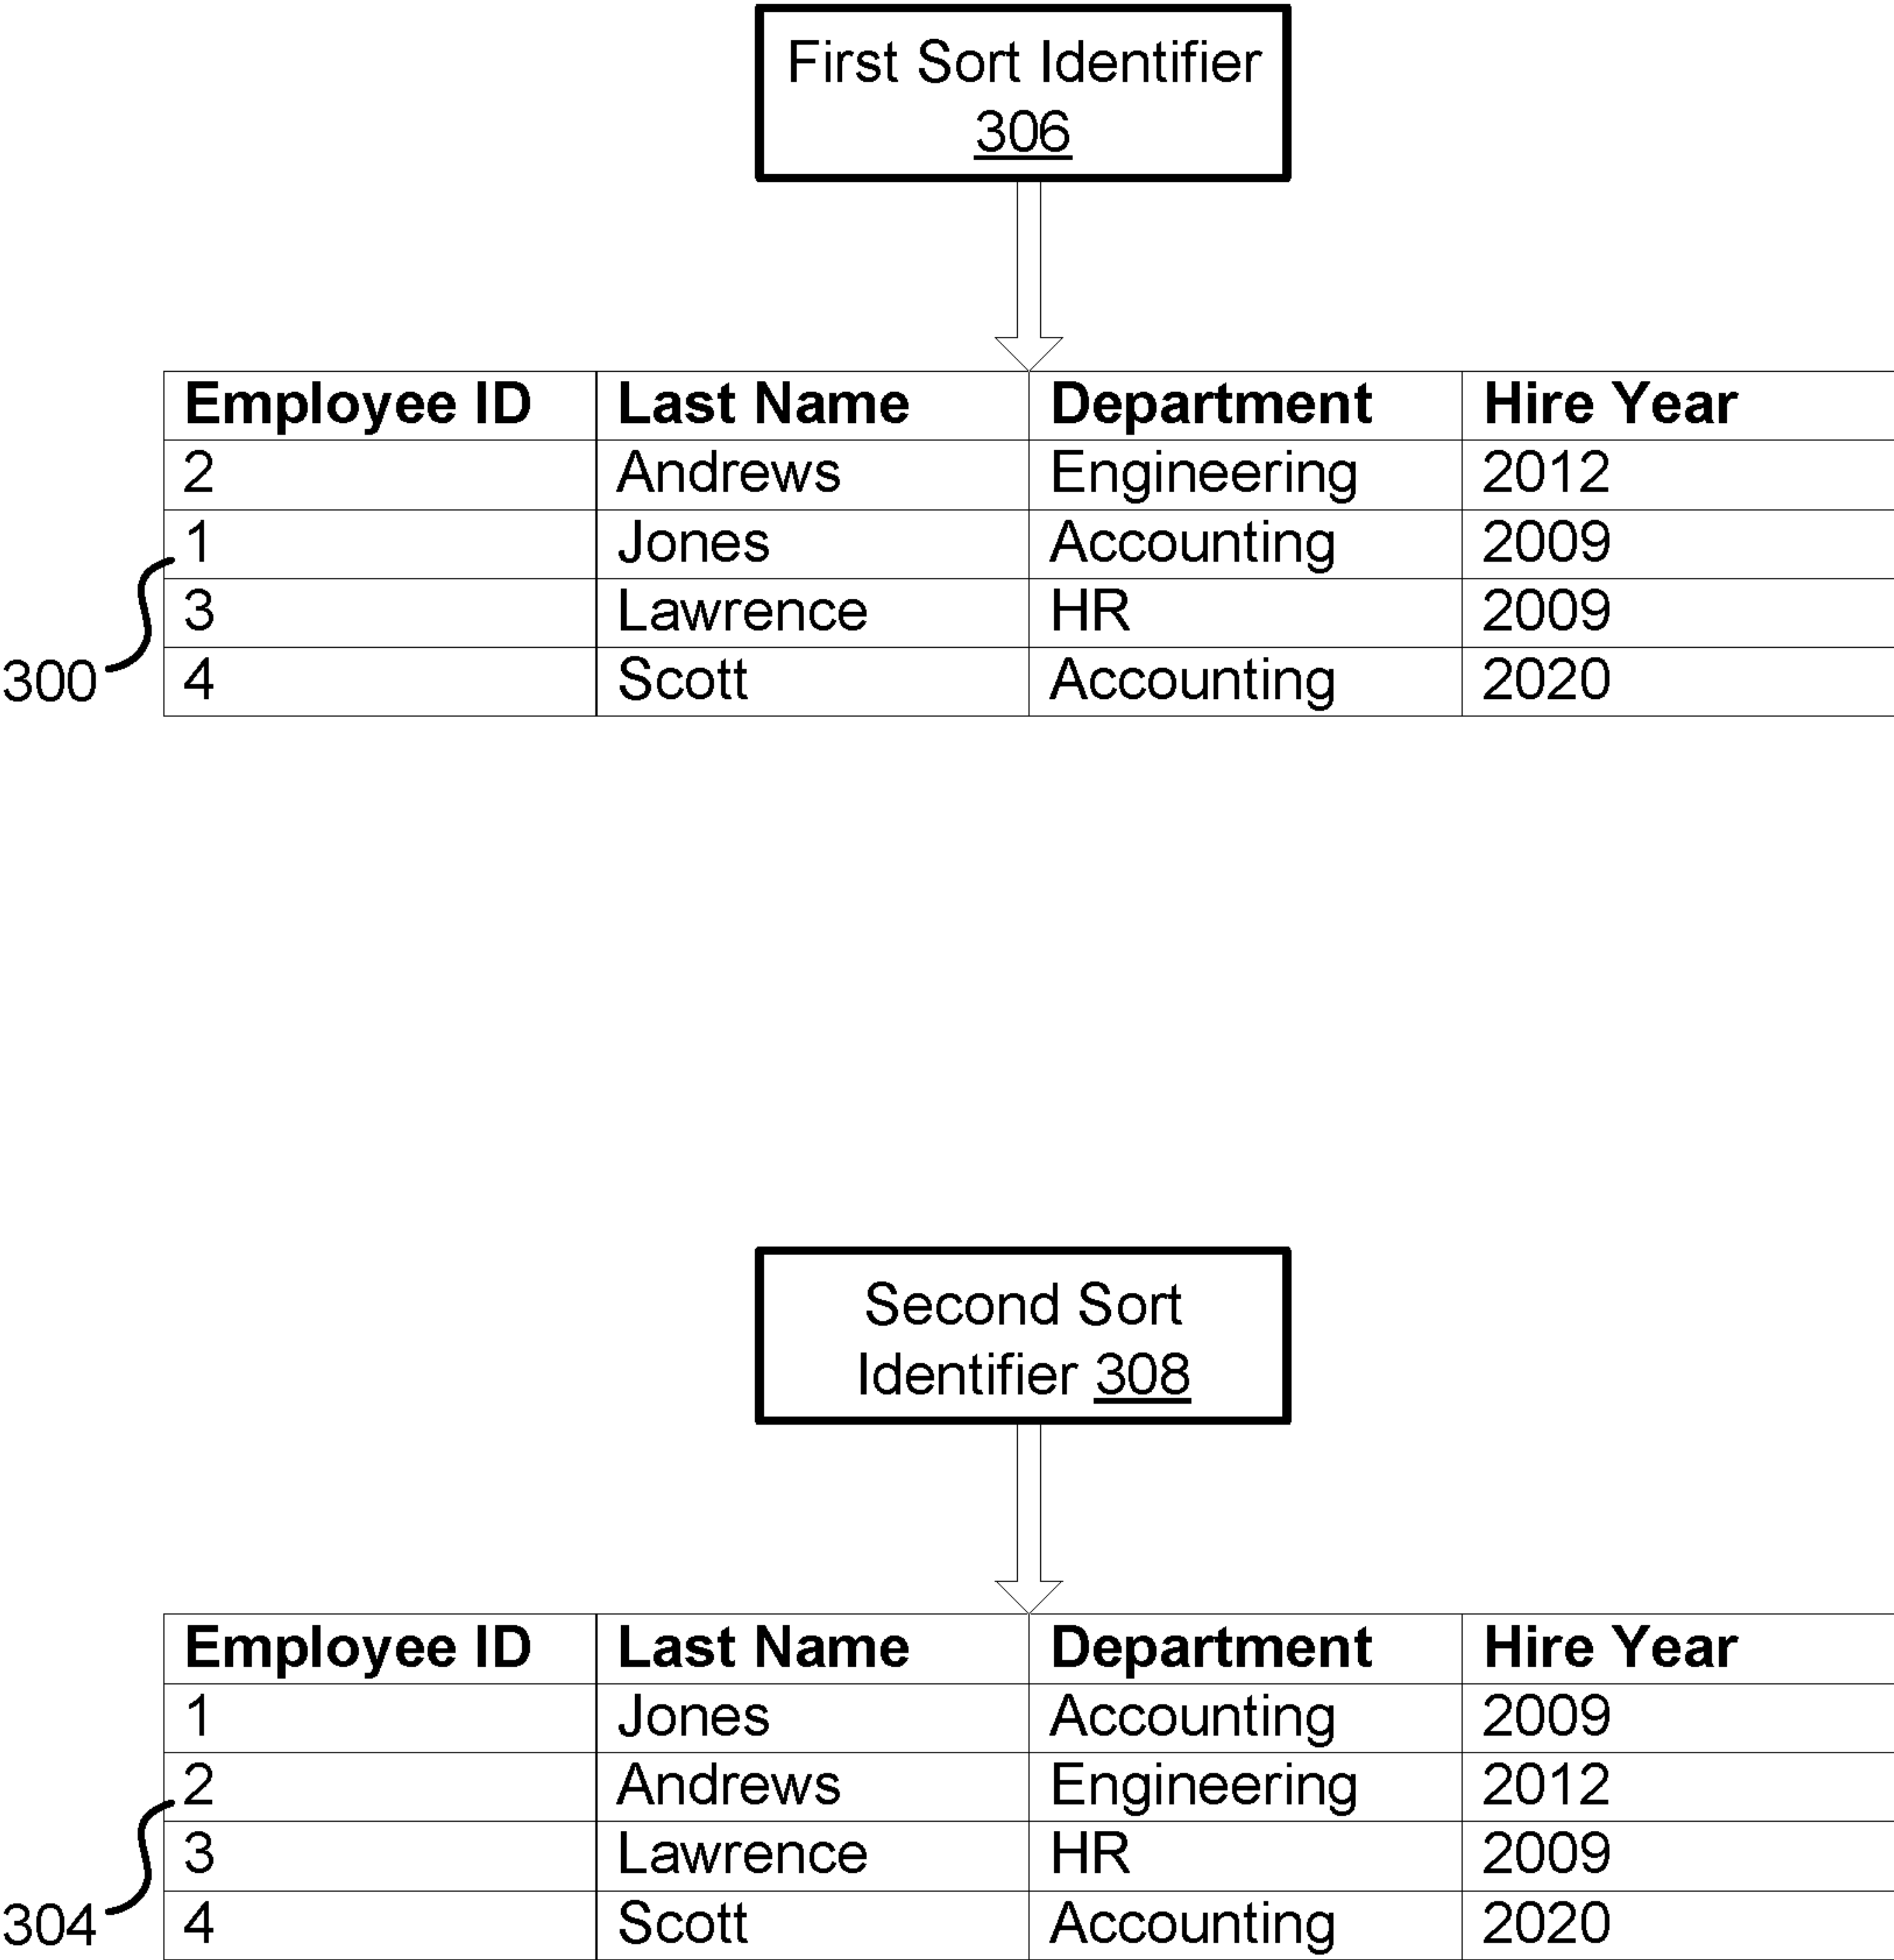 First Sort Identifier
306
Employee ID Last Name Department Hire Year
2 Andrews Engineering 2012
1 Jones Accounting 2009
3 Lawrence HR 2009
300
4 Scott Accounting 2020
Second Sort
Identifier 308
Employee ID Last Name Department Hire Year
1 Jones Accounting 2009
2 Andrews Engineering 2012
3 Lawrence HR 2009
304
4 Scott Accounting 2020